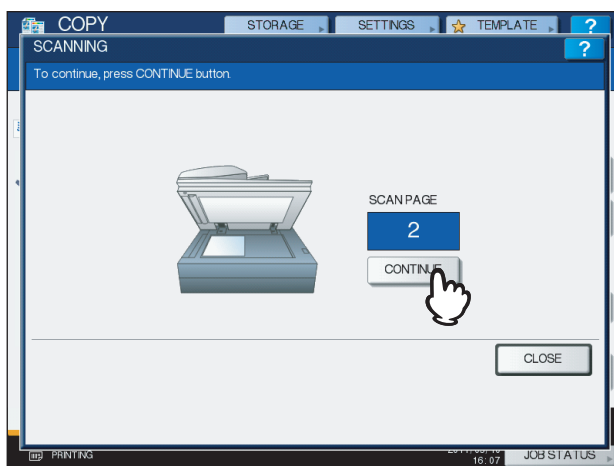 COPY
STORAGE
SETTINGS
TEMPLATE
?
SCANNING
?
To continue, press CONTINUE button.
SCAN PAGE
2
CONTINUE
CLOSE
PRINTING
16:07
JOB STATUS